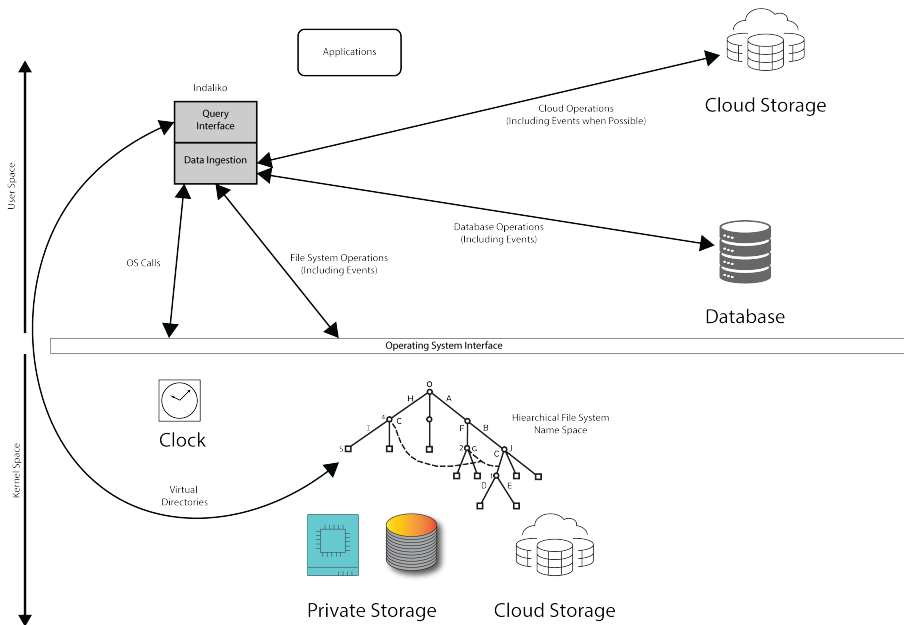 Applications
Cloud Storage
Indaliko
Query
Interface
Data Ingestion
Cloud Operations
(Including Events when Possible)
User Space
Database Operations
(Including Events)
OS Calls
File System Operations
(Including Events)
Database
Operating System Interface
Kernel Space
Clock
O
H
A
4
C
F
B
I
5
2
G
J
C
D
E
Hierarchical File System
Name Space
Virtual
Directories
Private Storage
Cloud Storage